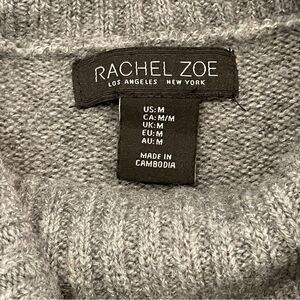 RACHEL ZOE
LOS ANGELES NEW YORK
US: M
CA: M/M
UK: M
EU: M
AU: M
MADE IN
CAMBODIA